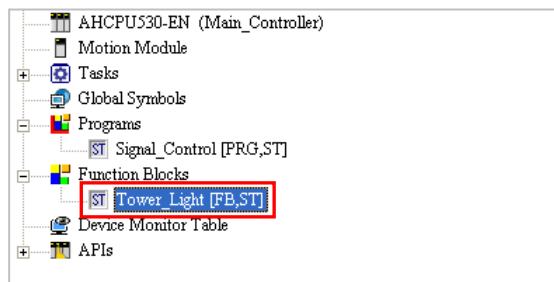 AHCPU530-EN (Main_Controller)
Motion Module
Tasks
Global Symbols
Programs
ST Signal_Control [PRG,ST]
Function Blocks
ST Tower_Light [FB,ST]
Device Monitor Table
APIs